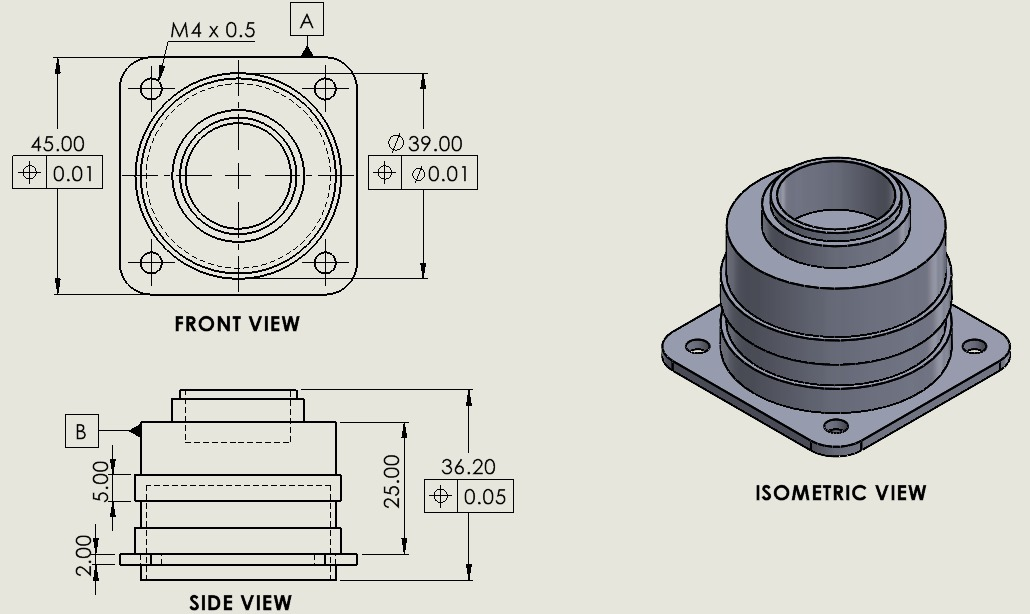 M4 x 0.5
A
45.00
0.01
⌀39.00
⌀0.01
FRONT VIEW
B
5.00
2.00
25.00
36.20
0.05
SIDE VIEW
ISOMETRIC VIEW